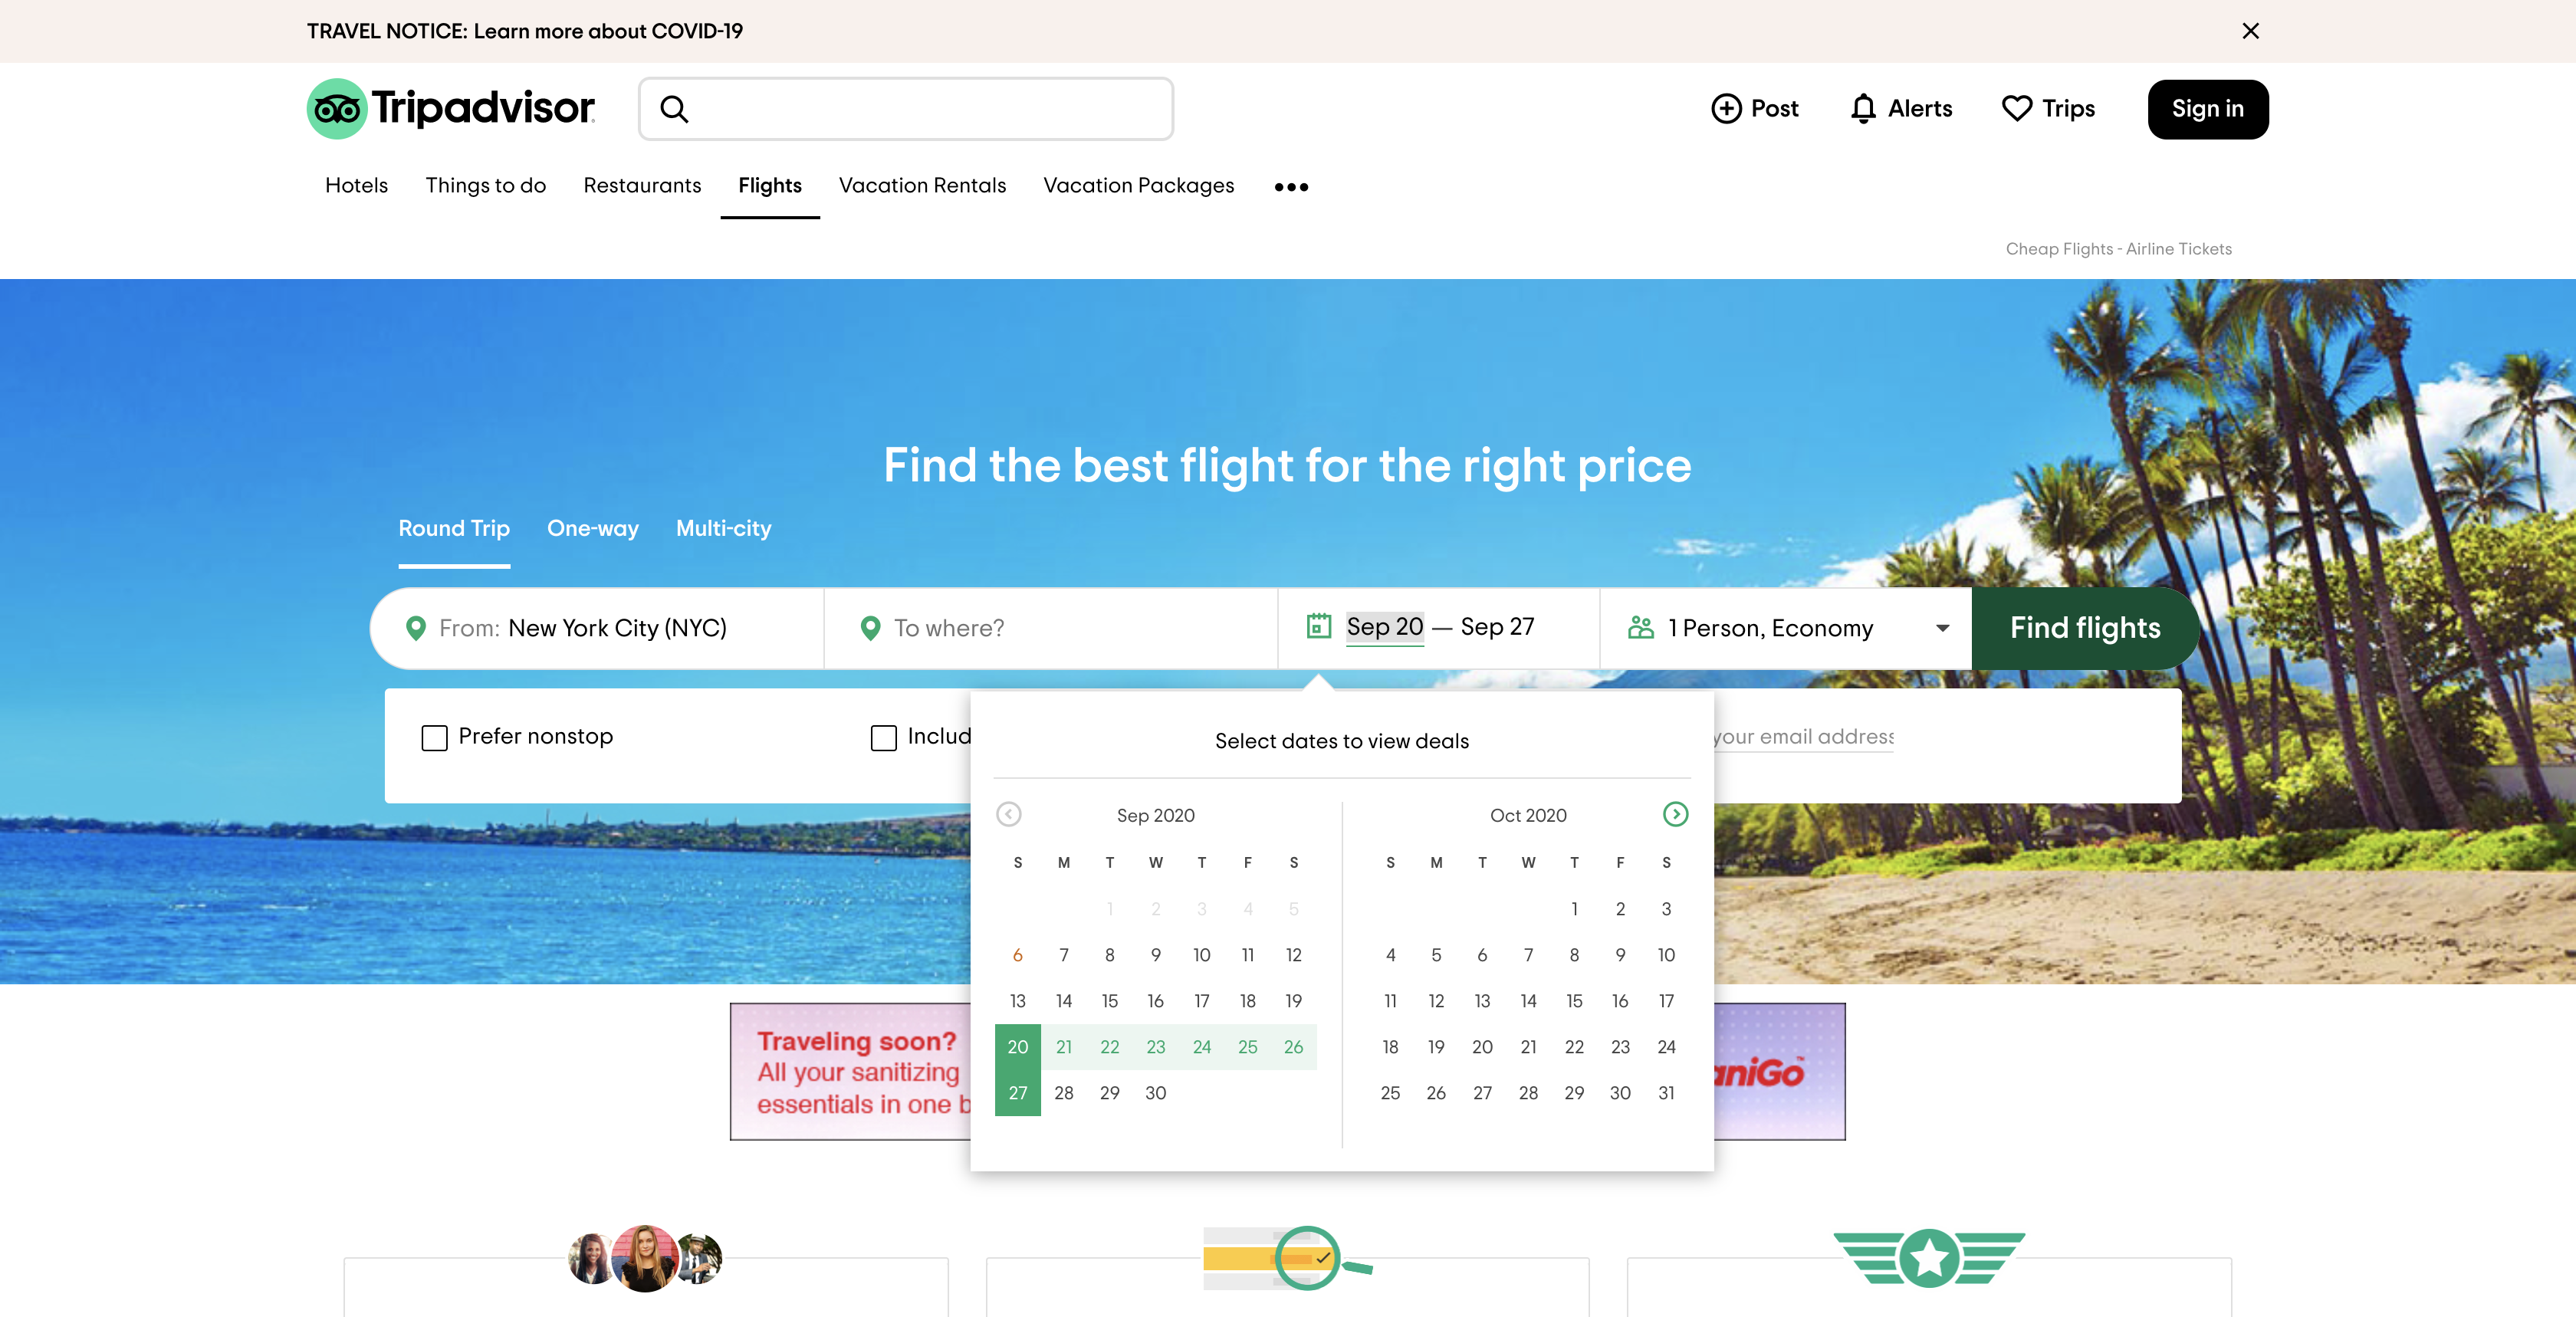 TRAVEL NOTICE: Learn more about COVID-19
Tripadvisor
Post Alerts Trips Sign in
Hotels Things to do Restaurants Flights Vacation Rentals Vacation Packages
Cheap Flights - Airline Tickets
Find the best flight for the right price
Round Trip One-way Multi-city
From: New York City (NYC) To where? Sep 20 — Sep 27 1 Person, Economy Find flights
Prefer nonstop Includ your email address
Select dates to view deals
Sep 2020 Oct 2020
S M T W T F S S M T W T F S
1 2 3 4 5 1 2 3
6 7 8 9 10 11 12 4 5 6 7 8 9 10
13 14 15 16 17 18 19 11 12 13 14 15 16 17
20 21 22 23 24 25 26 18 19 20 21 22 23 24
27 28 29 30 25 26 27 28 29 30 31
Traveling soon?
All your sanitizing
essentials in one b
aniGo™